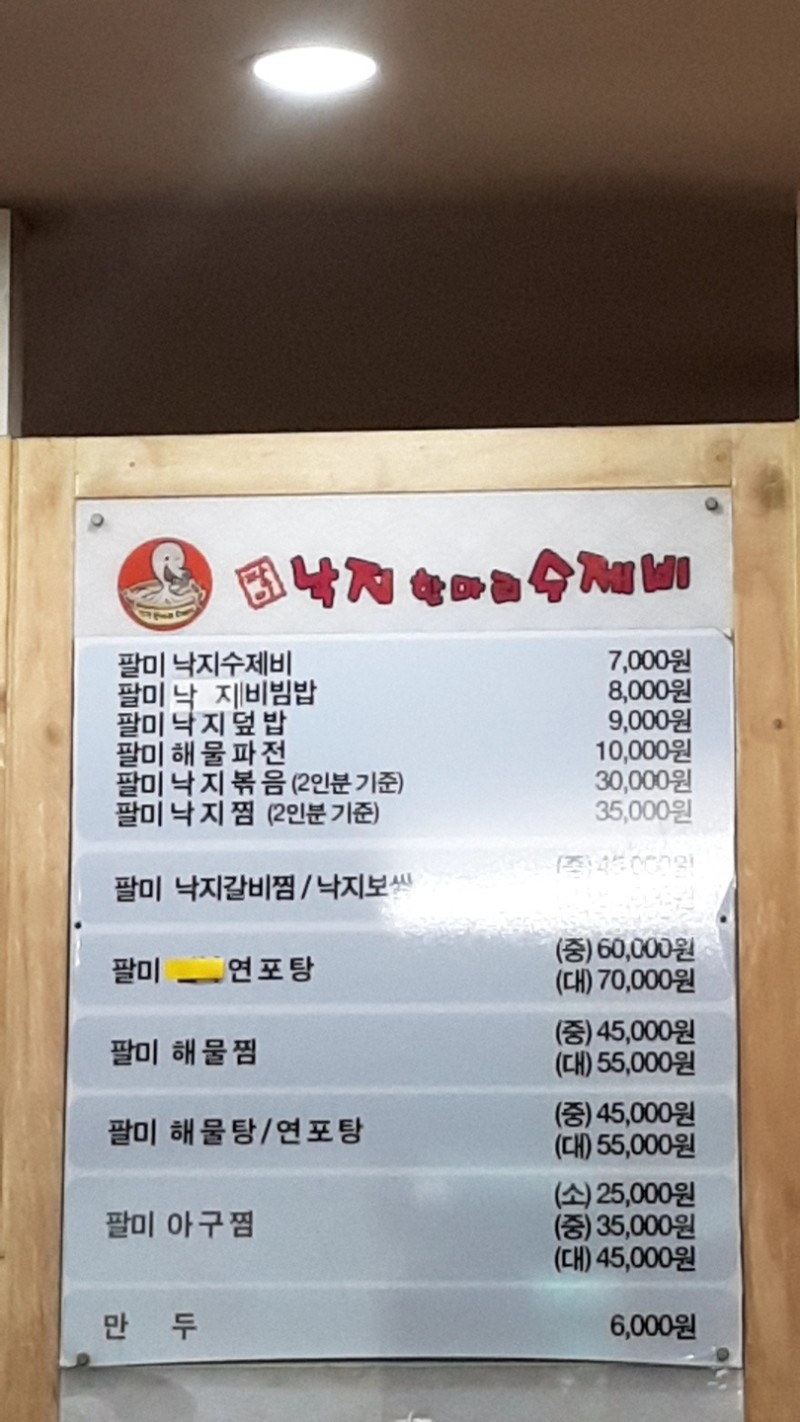 팔미 낙지 한마리 수제비
팔미 낙지수제비 7,000원
팔미 낙 지비빔밥 8,000원
팔미 낙지덮밥 9,000원
팔미 해물파전 10,000원
팔미 낙지볶음 (2인분 기준) 30,000원
팔미 낙지찜 (2인분 기준) 35,000원
(중) 45,000원
팔미 낙지갈비찜 / 낙지보쌈
(중) 60,000원
팔미 연포탕
(대) 70,000원
(중) 45,000원
팔미 해물찜
(대) 55,000원
(중) 45,000원
팔미 해물탕/연포탕
(대) 55,000원
(소) 25,000원
팔미 아구찜 (중) 35,000원
(대) 45,000원
만 두 6,000원